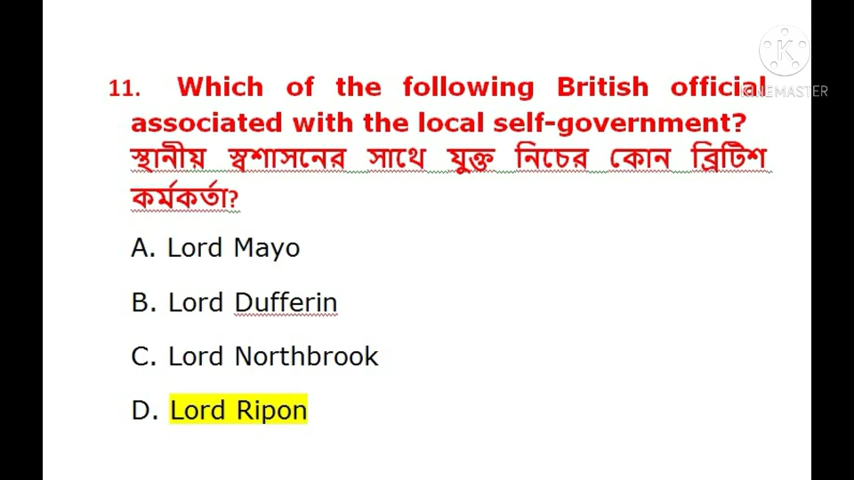 KINEMASTER
11. Which of the following British official
associated with the local self-government?
স্থানীয় স্বশাসনের সাথে যুক্ত নিচের কোন ব্রিটিশ
কর্মকর্তা?
A. Lord Mayo
B. Lord Dufferin
C. Lord Northbrook
D. Lord Ripon